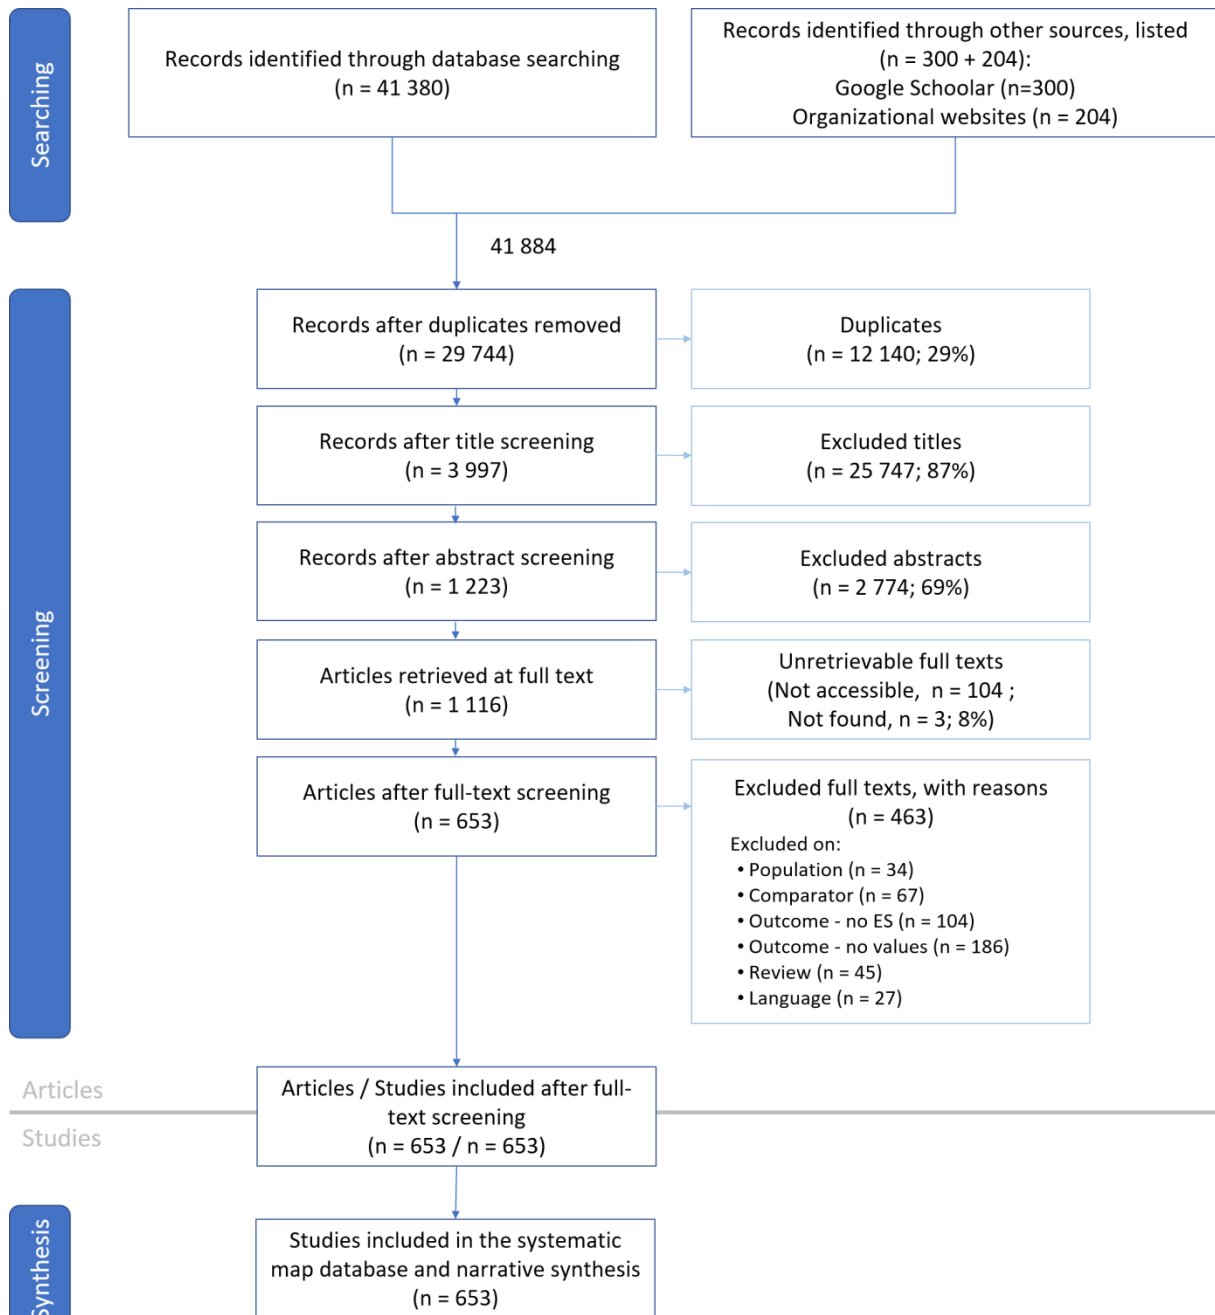 Searching
Records identified through database searching
(n = 41 380)
Records identified through other sources, listed
(n = 300 + 204):
Google Schoolar (n=300)
Organizational websites (n = 204)
41 884
Screening
Records after duplicates removed
(n = 29 744)
Duplicates
(n = 12 140; 29%)
Records after title screening
(n = 3 997)
Excluded titles
(n = 25 747; 87%)
Records after abstract screening
(n = 1 223)
Excluded abstracts
(n = 2 774; 69%)
Articles retrieved at full text
(n = 1 116)
Unretrievable full texts
(Not accessible, n = 104 ;
Not found, n = 3; 8%)
Articles after full-text screening
(n = 653)
Excluded full texts, with reasons
(n = 463)
Excluded on:
• Population (n = 34)
• Comparator (n = 67)
• Outcome - no ES (n = 104)
• Outcome - no values (n = 186)
• Review (n = 45)
• Language (n = 27)
Articles
Studies
Articles / Studies included after full-
text screening
(n = 653 / n = 653)
Synthesis
Studies included in the systematic
map database and narrative synthesis
(n = 653)